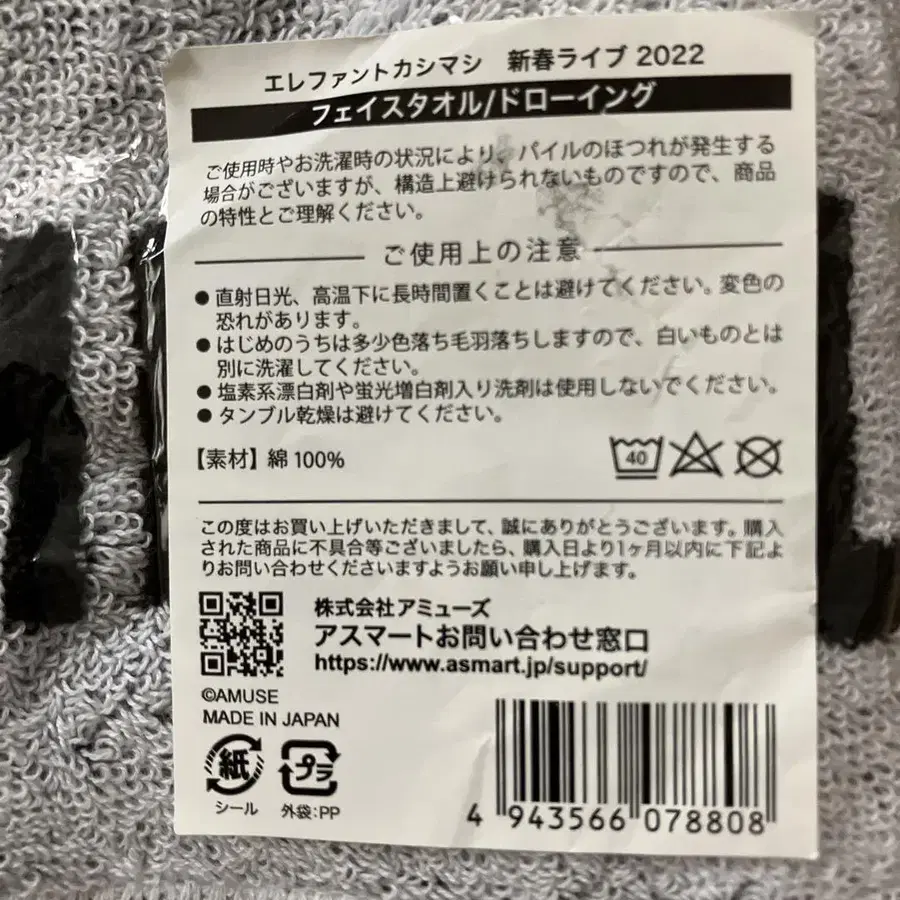 エレファントカシマシ 新春ライブ 2022
フェイスタオル/ドローイング
ご使用時やお洗濯時の状況により、パイルのほつれが発生する
場合がございますが、構造上避けられないものですので、商品
の特性とご理解ください。
ご使用上の注意
●直射日光、高温下に長時間置くことは避けてください。変色の
恐れがあります。
●はじめのうちは多少色落ち毛羽落ちしますので、白いものとは
別に洗濯してください。
●塩素系漂白剤や蛍光増白剤入り洗剤は使用しないでください。
●タンブル乾燥は避けてください。
【素材】綿 100%
40
この度はお買い上げいただきまして、誠にありがとうございます。購入
された商品に不具合等ございましたら、購入日より1ヶ月以内に下記よ
りお問い合わせくださいますようお願い申し上げます。
株式会社アミューズ
アスマートお問い合わせ窓口
https://www.asmart.jp/support/
©AMUSE
MADE IN JAPAN
紙 プラ
シール 外袋:PP
4 943566 078808